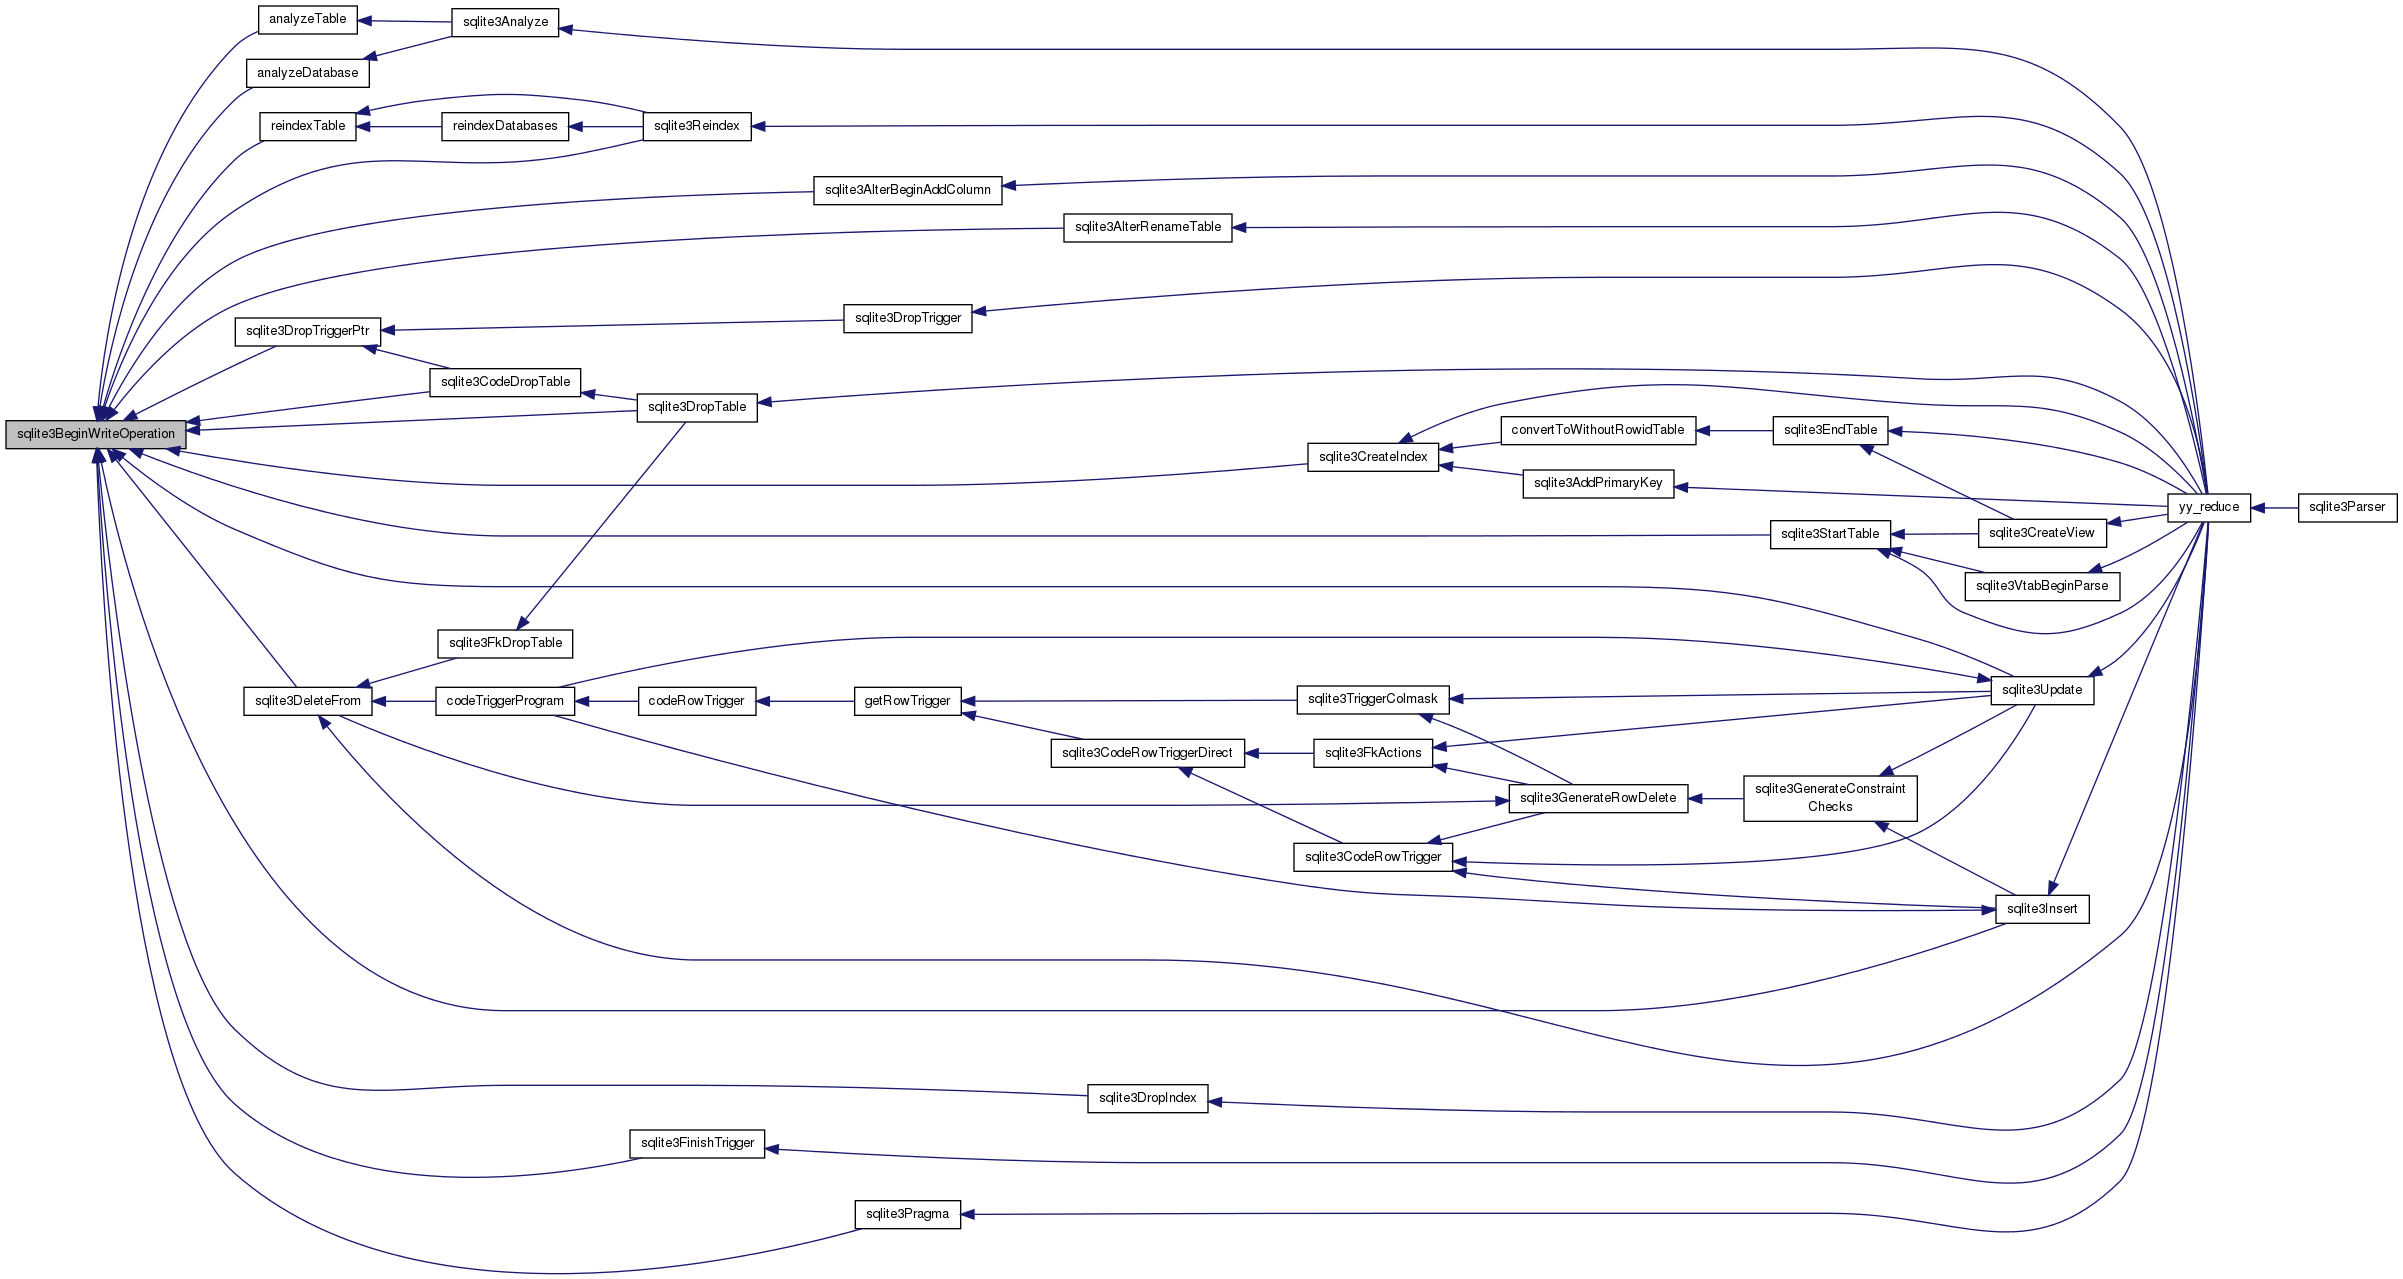 analyzeTable
sqlite3Analyze
analyzeDatabase
reindexTable
reindexDatabases
sqlite3Reindex
sqlite3AlterBeginAddColumn
sqlite3AlterRenameTable
sqlite3DropTriggerPtr
sqlite3DropTrigger
sqlite3CodeDropTable
sqlite3DropTable
sqlite3BeginWriteOperation
convertToWithoutRowidTable
sqlite3EndTable
sqlite3CreateIndex
sqlite3AddPrimaryKey
yy_reduce
sqlite3Parser
sqlite3StartTable
sqlite3CreateView
sqlite3VtabBeginParse
sqlite3FkDropTable
sqlite3DeleteFrom
codeTriggerProgram
codeRowTrigger
getRowTrigger
sqlite3TriggerColmask
sqlite3Update
sqlite3CodeRowTriggerDirect
sqlite3FkActions
sqlite3GenerateRowDelete
sqlite3GenerateConstraint
Checks
sqlite3CodeRowTrigger
sqlite3Insert
sqlite3DropIndex
sqlite3FinishTrigger
sqlite3Pragma